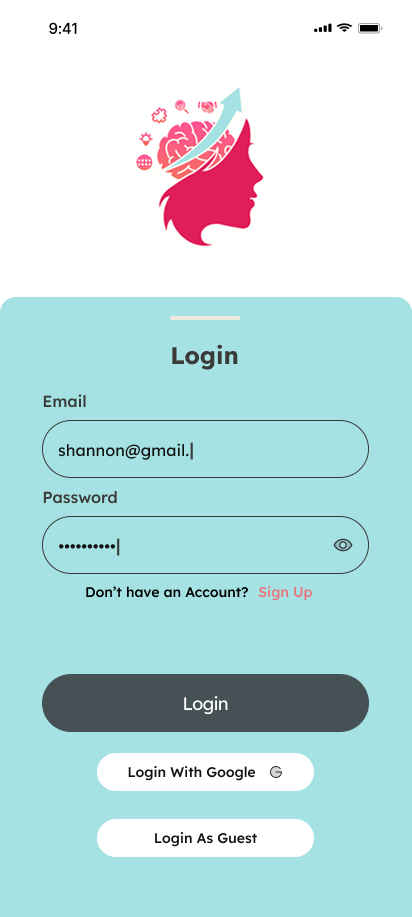 9:41
Login
Email
shannon@gmail.
Password
••••••••••
Don’t have an Account? Sign Up
Login
Login With Google
Login As Guest